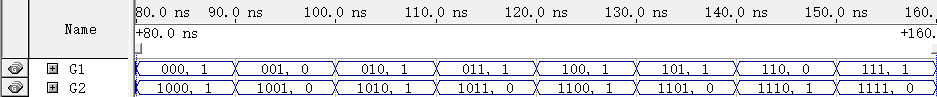 80.0 ns 90.0 ns 100.0 ns 110.0 ns 120.0 ns 130.0 ns 140.0 ns 150.0 ns 160.
Name
+80.0 ns +160.
G1 000, 1 001, 0 010, 1 011, 1 100, 1 101, 1 110, 0 111, 1
G2 1000, 1 1001, 0 1010, 1 1011, 0 1100, 1 1101, 0 1110, 1 1111, 0